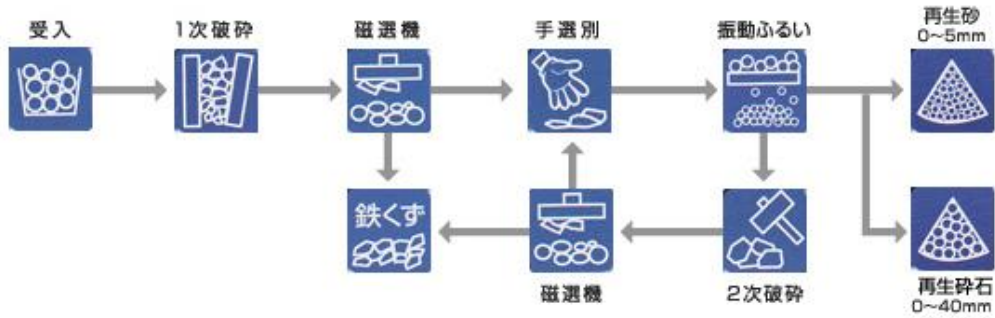 受入
1次破砕
磁選機
手選別
振動ふるい
再生砂
0～5mm
鉄くず
磁選機
2次破砕
再生砕石
0～40mm